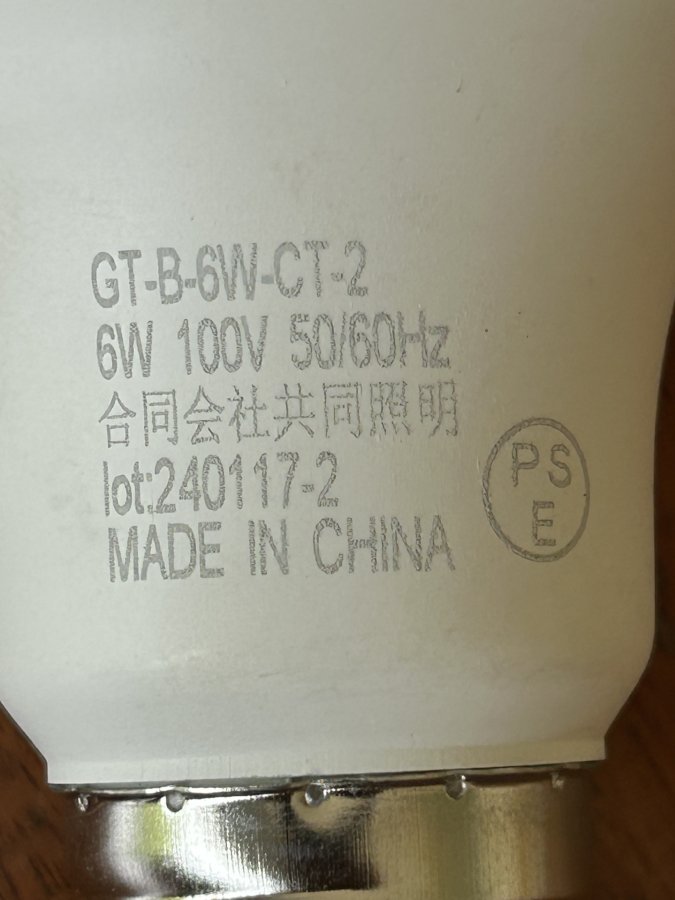 GT-B-6W-CT-2
6W 100V 50/60Hz
合同会社共同照明
lot:240117-2
MADE IN CHINA
PS
E